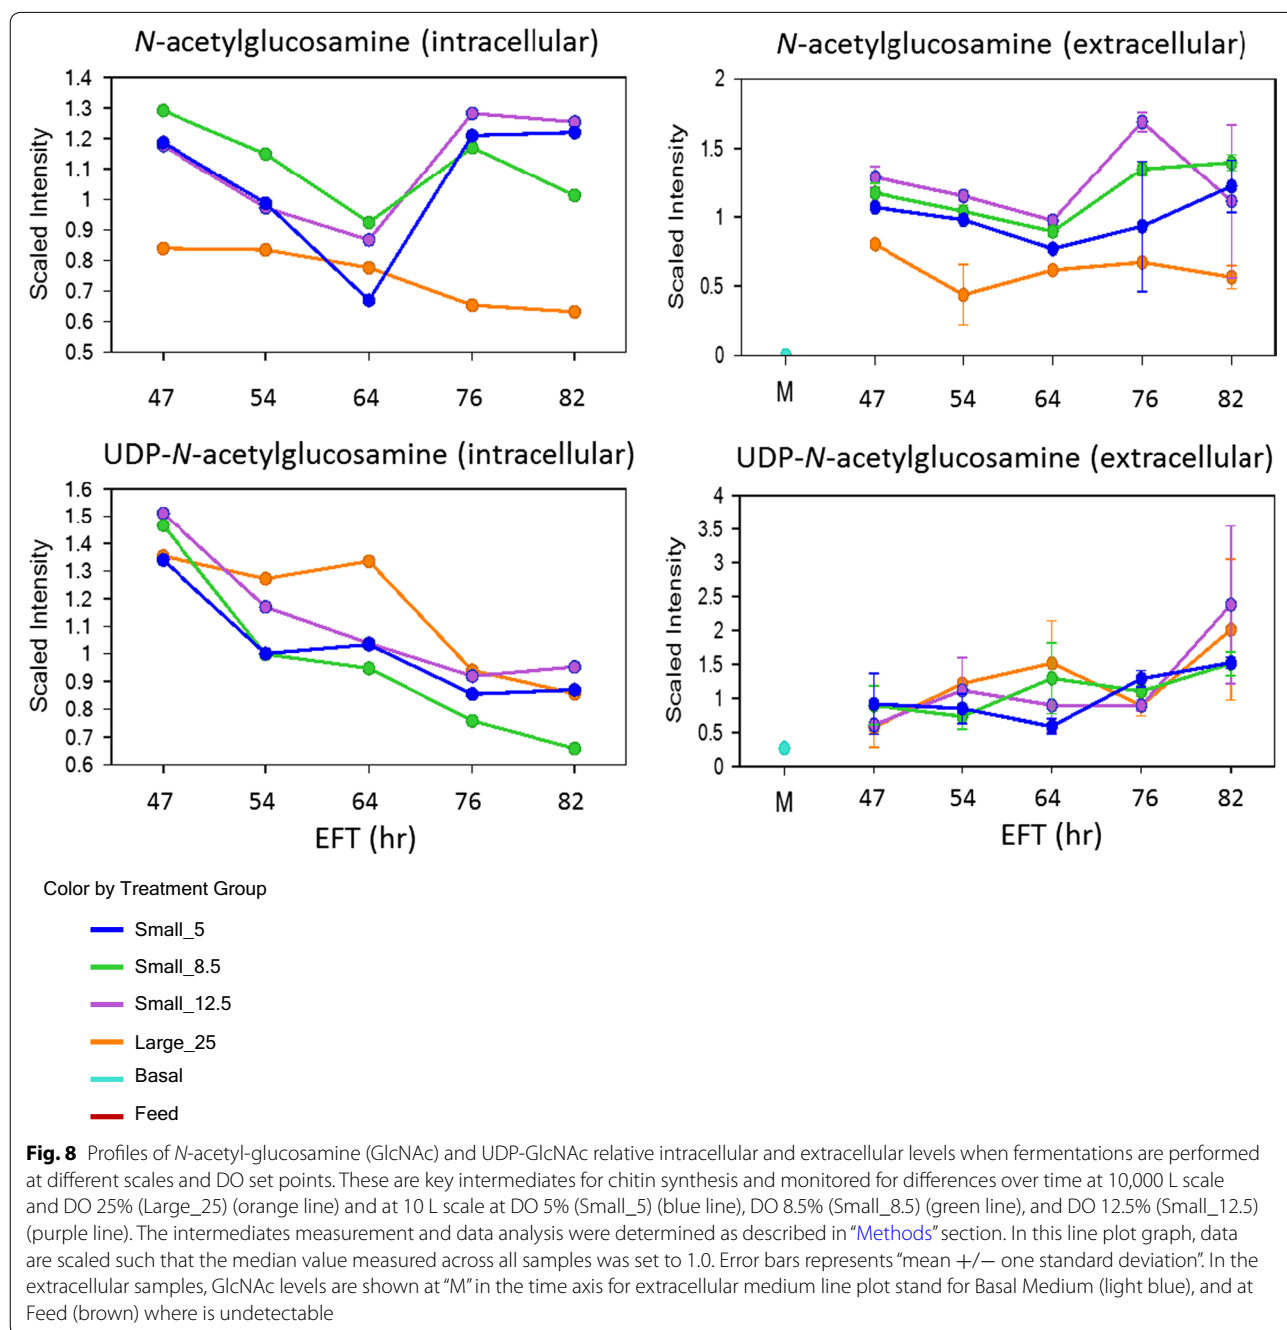 N-acetylglucosamine (intracellular)
Scaled Intensity
1.4
1.3
1.2
1.1
1
0.9
0.8
0.7
0.6
0.5
47 54 64 76 82
N-acetylglucosamine (extracellular)
Scaled Intensity
2
1.5
1
0.5
0
M 47 54 64 76 82
UDP-N-acetylglucosamine (intracellular)
Scaled Intensity
1.6
1.5
1.4
1.3
1.2
1.1
1
0.9
0.8
0.7
0.6
47 54 64 76 82
EFT (hr)
UDP-N-acetylglucosamine (extracellular)
Scaled Intensity
4
3.5
3
2.5
2
1.5
1
0.5
0
M 47 54 64 76 82
EFT (hr)
Color by Treatment Group
Small_5
Small_8.5
Small_12.5
Large_25
Basal
Feed
Fig. 8 Profiles of N-acetyl-glucosamine (GlcNAc) and UDP-GlcNAc relative intracellular and extracellular levels when fermentations are performed
at different scales and DO set points. These are key intermediates for chitin synthesis and monitored for differences over time at 10,000 L scale
and DO 25% (Large_25) (orange line) and at 10 L scale at DO 5% (Small_5) (blue line), DO 8.5% (Small_8.5) (green line), and DO 12.5% (Small_12.5)
(purple line). The intermediates measurement and data analysis were determined as described in “Methods” section. In this line plot graph, data
are scaled such that the median value measured across all samples was set to 1.0. Error bars represents “mean +/− one standard deviation”. In the
extracellular samples, GlcNAc levels are shown at “M” in the time axis for extracellular medium line plot stand for Basal Medium (light blue), and at
Feed (brown) where is undetectable